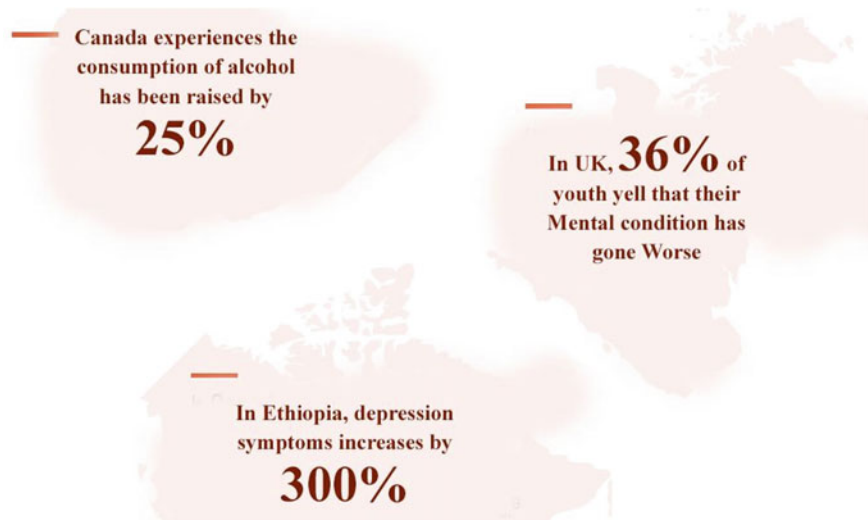 Canada experiences the
consumption of alcohol
has been raised by
25%
In UK, 36% of
youth yell that their
Mental condition has
gone Worse
In Ethiopia, depression
symptoms increases by
300%